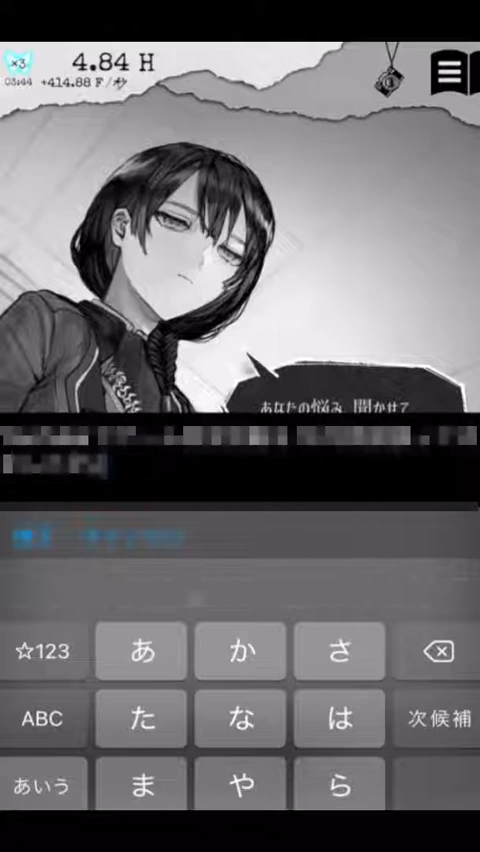 ×3
4.84 H
03:44 +414.88 F/秒
あなたの悩み、聞かせて
☆123 あ か さ
ABC た な は 次候補
あいう ま や ら